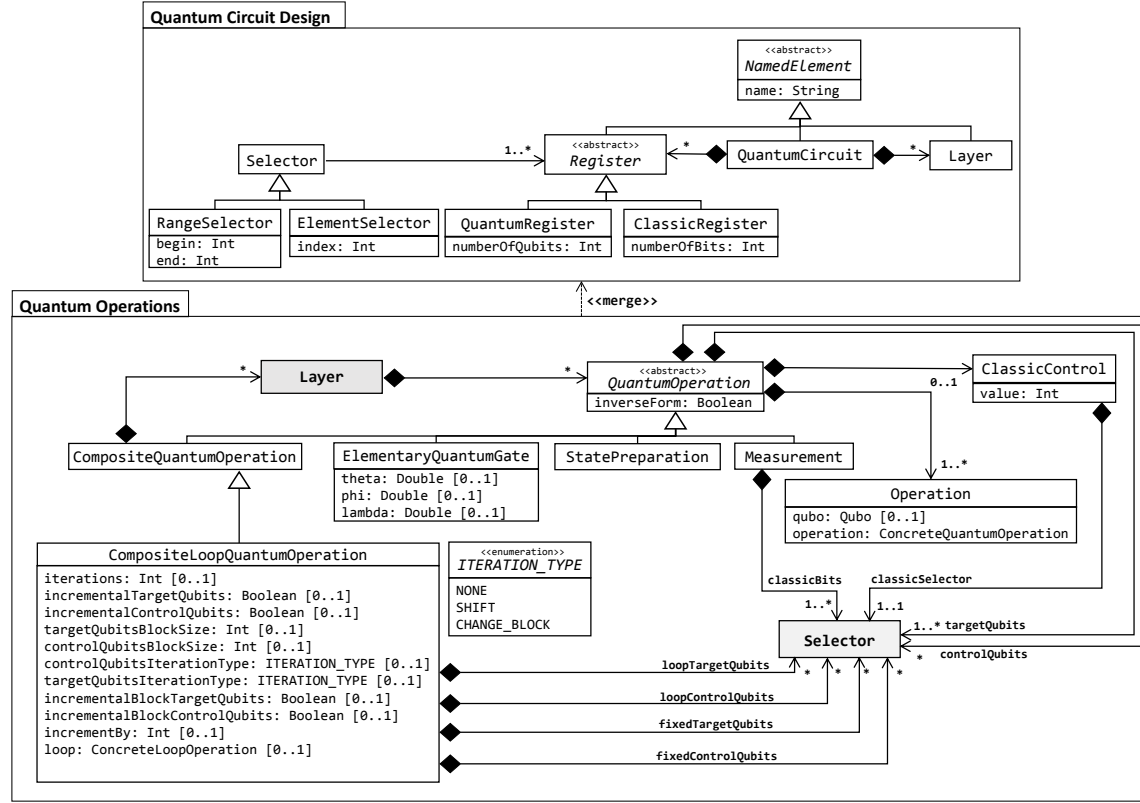 Quantum Circuit Design
<<abstract>>
NamedElement
name: String
Selector
1..*
<<abstract>>
Register
*
QuantumCircuit
*
Layer
RangeSelector
begin: Int
end: Int
ElementSelector
index: Int
QuantumRegister
numberOfQubits: Int
ClassicRegister
numberOfBits: Int
<<merge>>
Quantum Operations
*
Layer
*
<<abstract>>
QuantumOperation
inverseForm: Boolean
0..1
ClassicControl
value: Int
CompositeQuantumOperation
ElementaryQuantumGate
theta: Double [0..1]
phi: Double [0..1]
lambda: Double [0..1]
StatePreparation
Measurement
1..*
Operation
qubo: Qubo [0..1]
operation: ConcreteQuantumOperation
CompositeLoopQuantumOperation
iterations: Int [0..1]
incrementalTargetQubits: Boolean [0..1]
incrementalControlQubits: Boolean [0..1]
targetQubitsBlockSize: Int [0..1]
controlQubitsBlockSize: Int [0..1]
controlQubitsIterationType: ITERATION_TYPE [0..1]
targetQubitsIterationType: ITERATION_TYPE [0..1]
incrementalBlockTargetQubits: Boolean [0..1]
incrementalBlockControlQubits: Boolean [0..1]
incrementBy: Int [0..1]
loop: ConcreteLoopOperation [0..1]
<<enumeration>>
ITERATION_TYPE
NONE
SHIFT
CHANGE_BLOCK
classicBits
1..*
classicSelector
1..1
Selector
1..* targetQubits
*
controlQubits
loopTargetQubits
*
*
*
*
loopControlQubits
fixedTargetQubits
fixedControlQubits